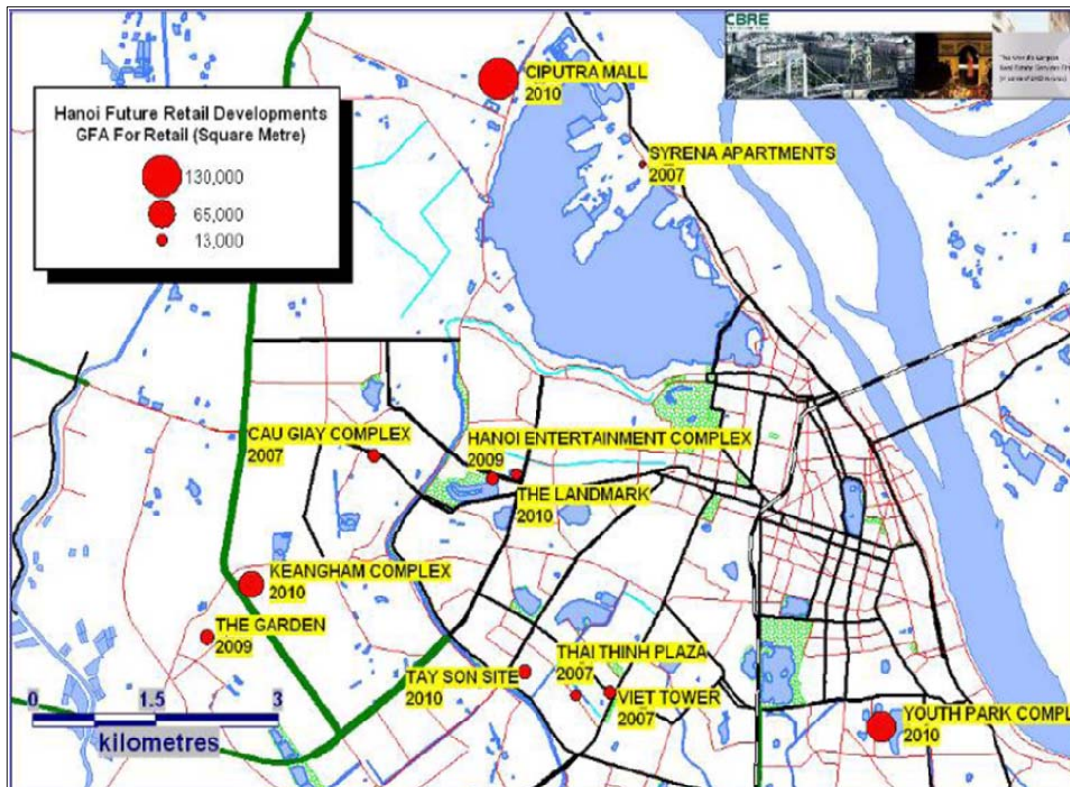 CBRE
CIPUTRA MALL
2010
Hanoi Future Retail Developments
GFA For Retail (Square Metre)
130,000
65,000
13,000
SYRENA APARTMENTS
2007
CAU GIAY COMPLEX
2007
HANOI ENTERTAINMENT COMPLEX
2009
THE LANDMARK
2010
KEANGHAM COMPLEX
2010
THE GARDEN
2009
THAI THINH PLAZA
2007
TAY SON SITE
2010
VIET TOWER
2007
YOUTH PARK COMPL
2010
0 1.5 3
kilometres